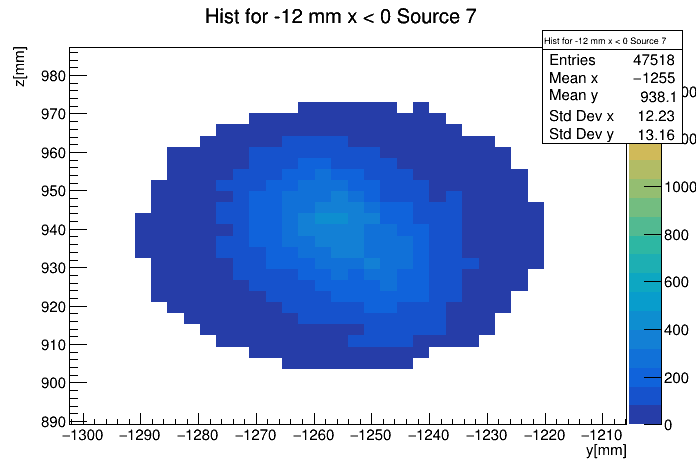 Hist for -12 mm x < 0 Source 7
z[mm]
Hist for -12 mm x < 0 Source 7
Entries 47518
Mean x −1255
Mean y 938.1
Std Dev x 12.23
Std Dev y 13.16
980
970
960
950
940
930
920
910
900
890
−1300 −1290 −1280 −1270 −1260 −1250 −1240 −1230 −1220 −1210
y[mm]
1000
800
600
400
200
0